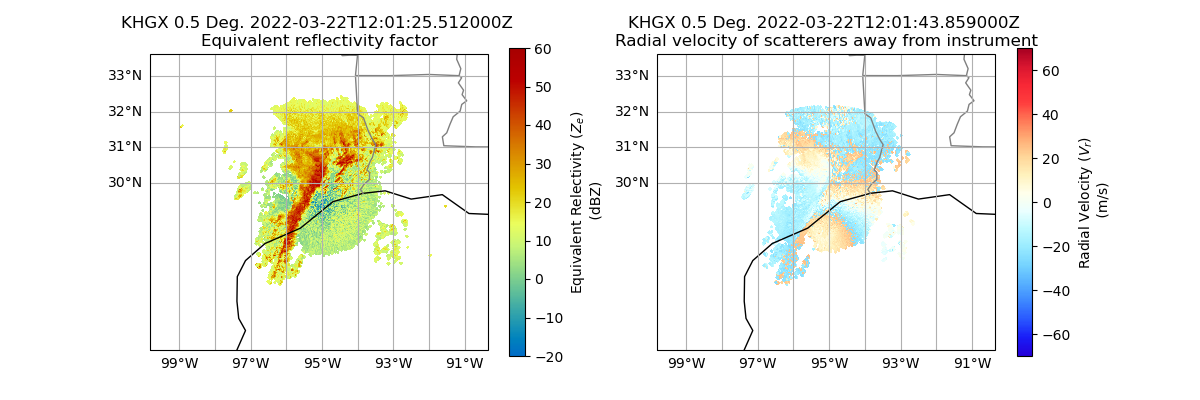 KHGX 0.5 Deg. 2022-03-22T12:01:25.512000Z
Equivalent reflectivity factor
33°N
32°N
31°N
30°N
99°W 97°W 95°W 93°W 91°W
60
50
40
30
20
10
0
−10
−20
Equivalent Relectivity (Ze)
(dBZ)
KHGX 0.5 Deg. 2022-03-22T12:01:43.859000Z
Radial velocity of scatterers away from instrument
33°N
32°N
31°N
30°N
99°W 97°W 95°W 93°W 91°W
60
40
20
0
−20
−40
−60
Radial Velocity (Vr)
(m/s)